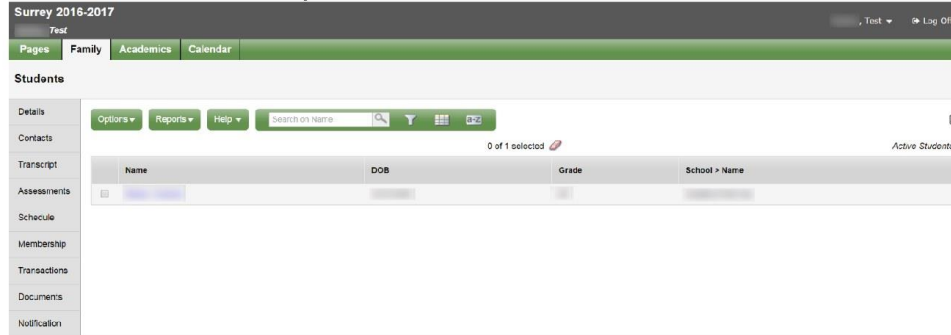 Surrey 2016-2017
Test
, Test Log Off
Pages Family Academics Calendar
Students
Details
Options Reports Help Search on Name a-z
Contacts
0 of 1 selected
Active Students
Transcript
Name DOB Grade School > Name
Assessments
Schedule
Membership
Transactions
Documents
Notification